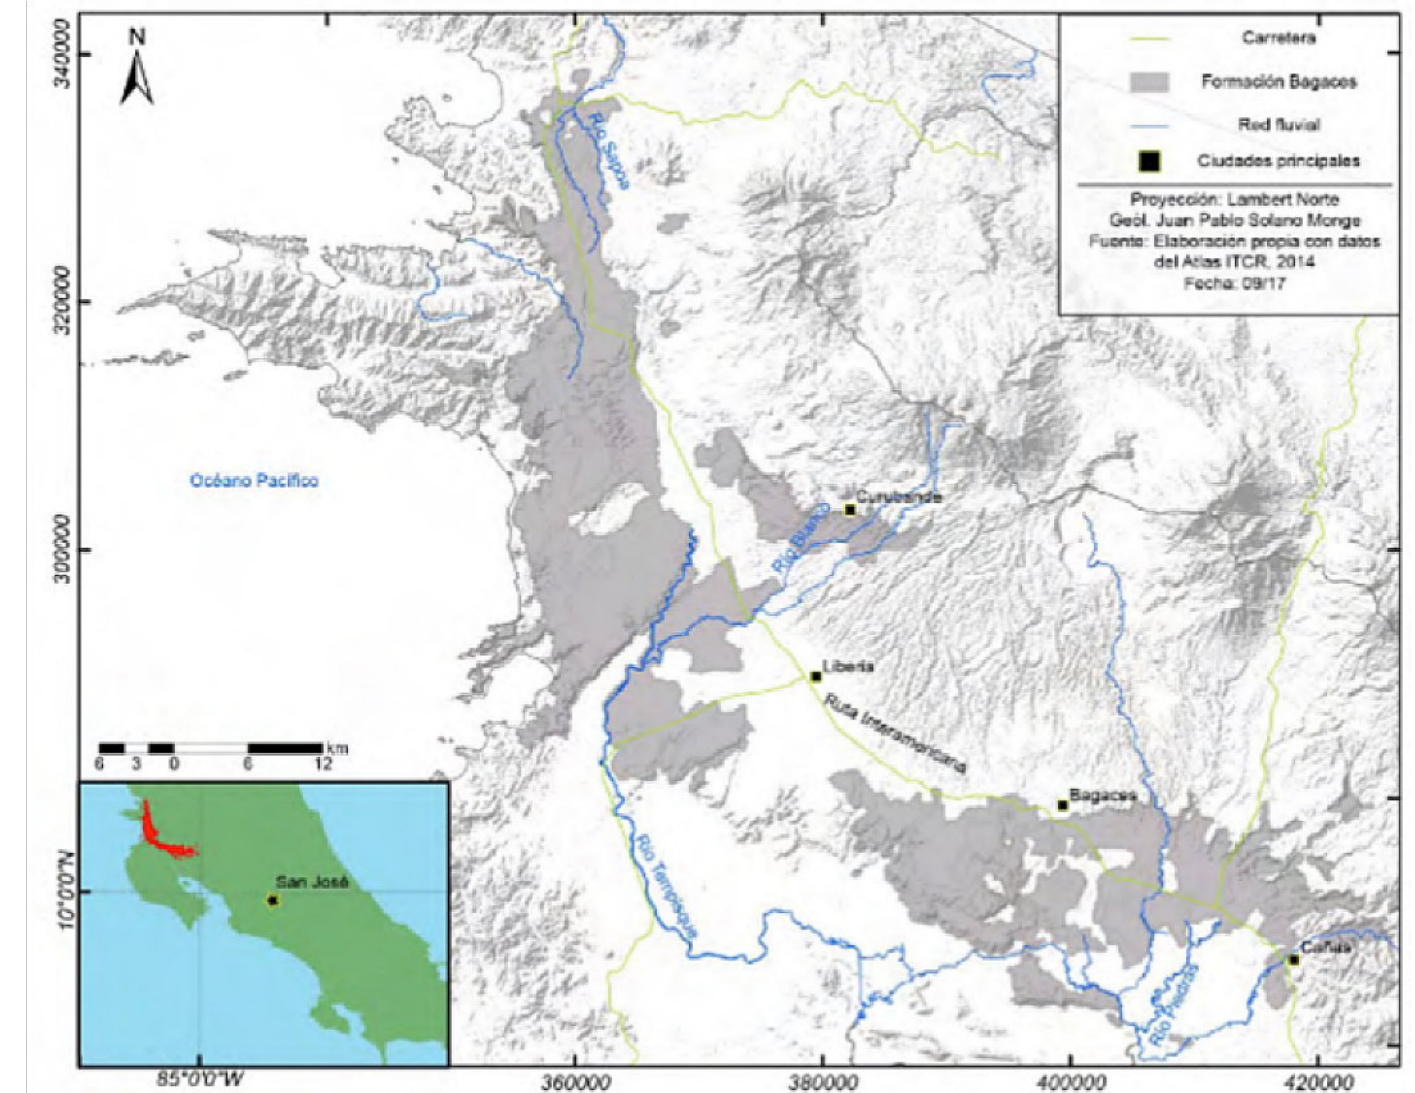 N
Carretera
Formación Bagaces
Red fluvial
Ciudades principales
Proyección: Lambert Norte
Geól. Juan Pablo Solano Monge
Fuente: Elaboración propia con datos
del Atlas ITCR, 2014
Fecha: 09/17
340000
320000
300000
10°0'0"N
Río Sapoa
Océano Pacífico
Curubande
Río Blanco
Liberia
Ruta Interamericana
Bagaces
Río Tempisque
Cañas
Río Piedras
km
6 3 0 6 12
San José
85°0'0"W
360000 380000 400000 420000